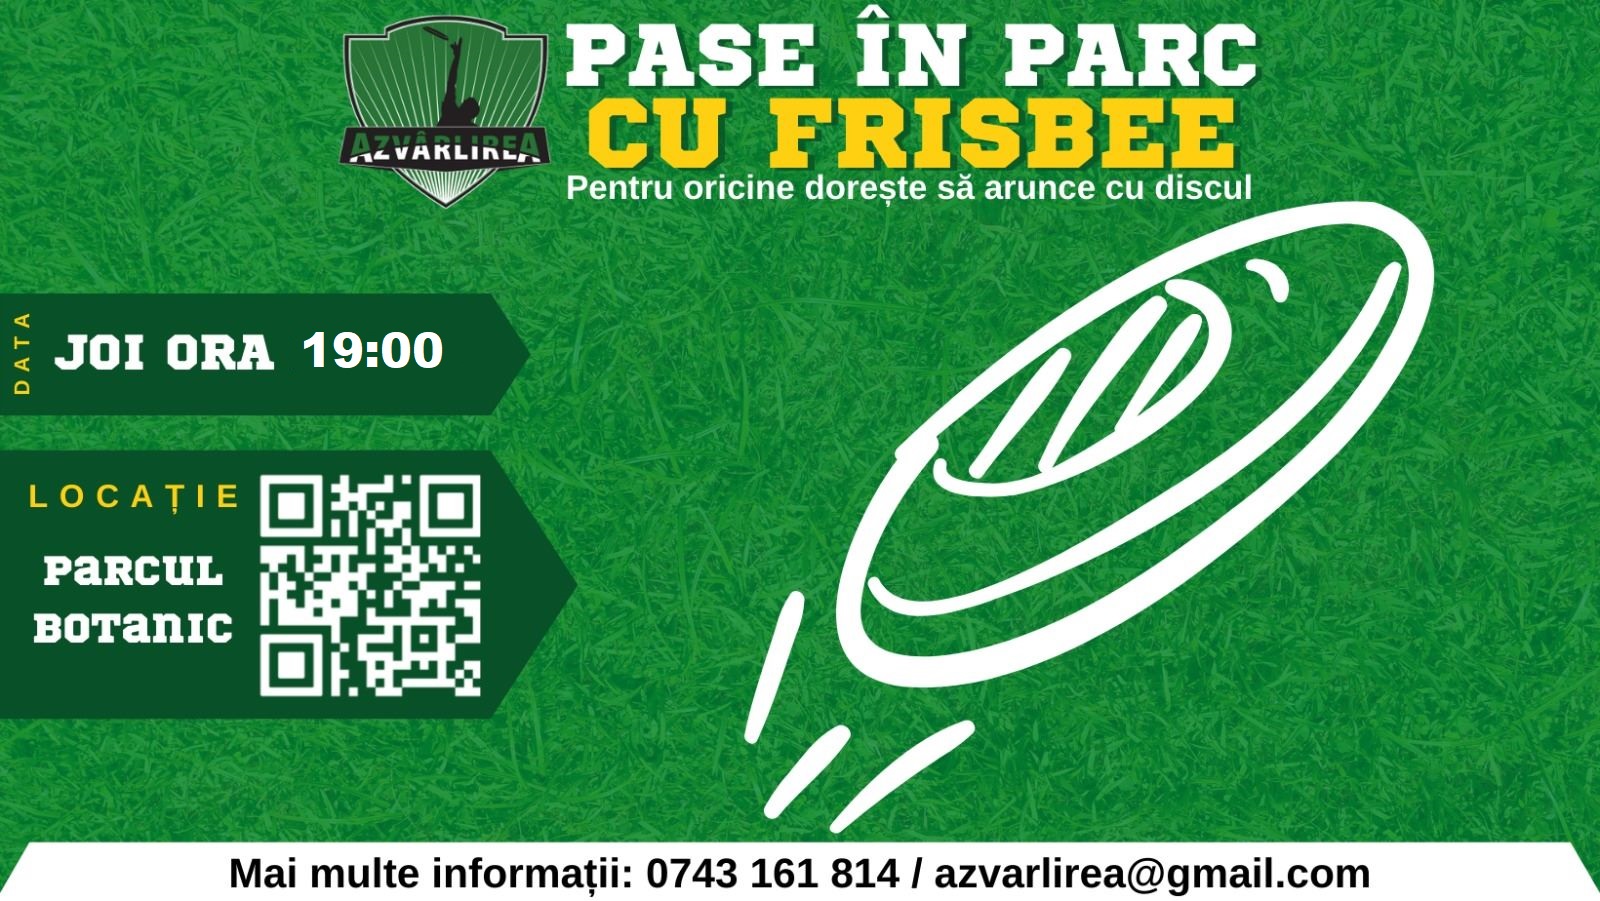 AZVÂRLIREA
PASE ÎN PARC
CU FRISBEE
Pentru oricine dorește să arunce cu discul
DATA
JOI ORA 19:00
LOCAȚIE
PARCUL
BOTANIC
Mai multe informații: 0743 161 814 / azvarlirea@gmail.com